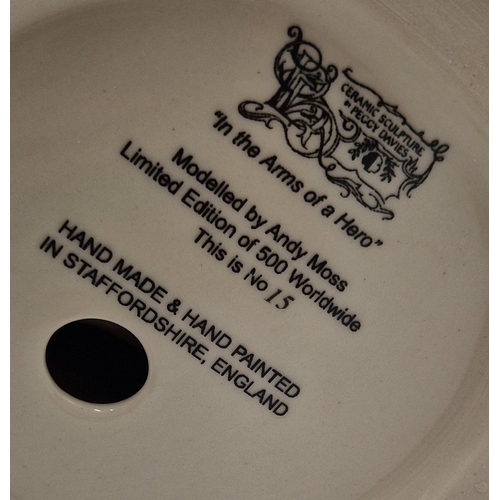 CERAMIC SCULPTURE
BY PEGGY DAVIES
"In the Arms of a Hero"
Modelled by Andy Moss
Limited Edition of 500 Worldwide
This is No 15
HAND MADE & HAND PAINTED
IN STAFFORDSHIRE, ENGLAND